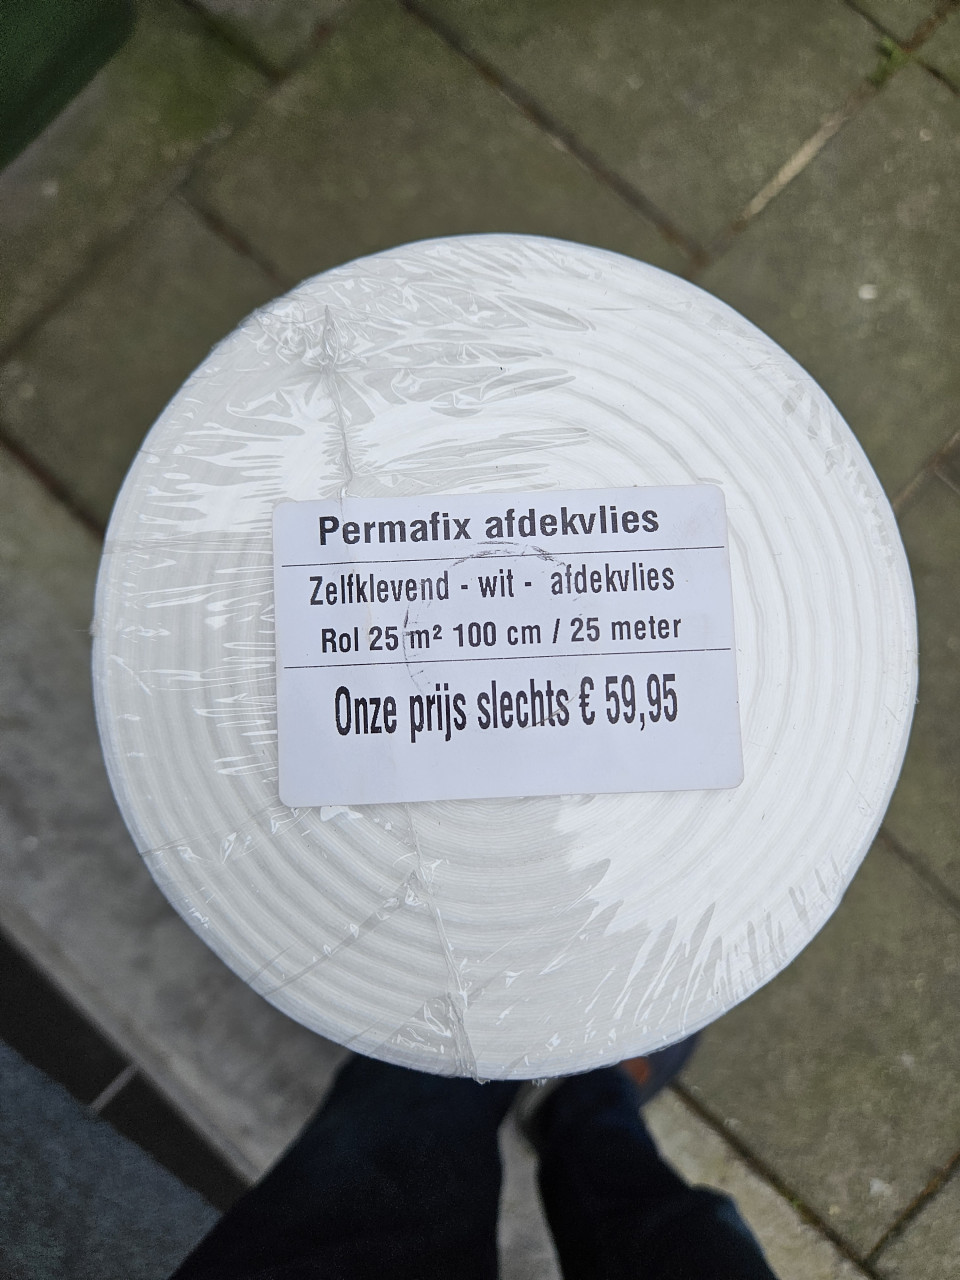 Permafix afdekvlies
Zelfklevend - wit - afdekvlies
Rol 25 m² 100 cm / 25 meter
Onze prijs slechts € 59,95